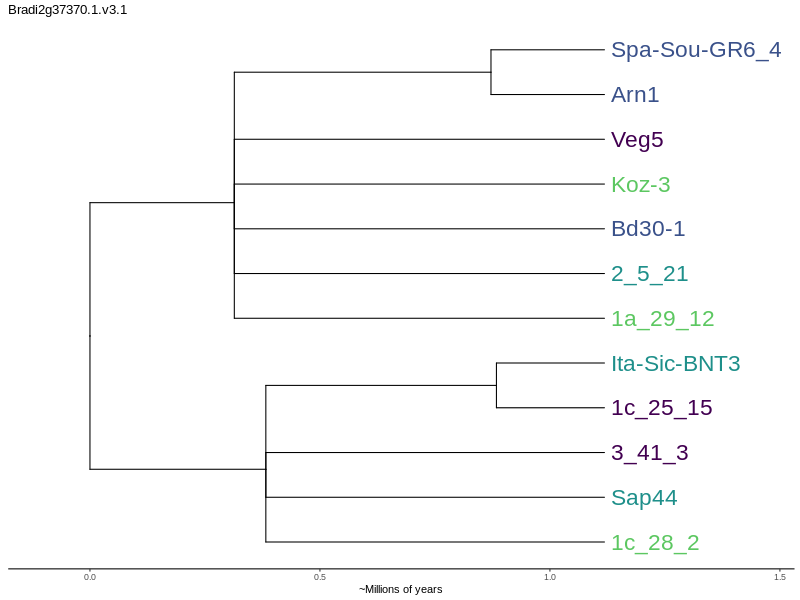 Bradi2g37370.1.v3.1
Spa-Sou-GR6_4
Arn1
Veg5
Koz-3
Bd30-1
2_5_21
1a_29_12
Ita-Sic-BNT3
1c_25_15
3_41_3
Sap44
1c_28_2
0.0 0.5 1.0 1.5
~Millions of years